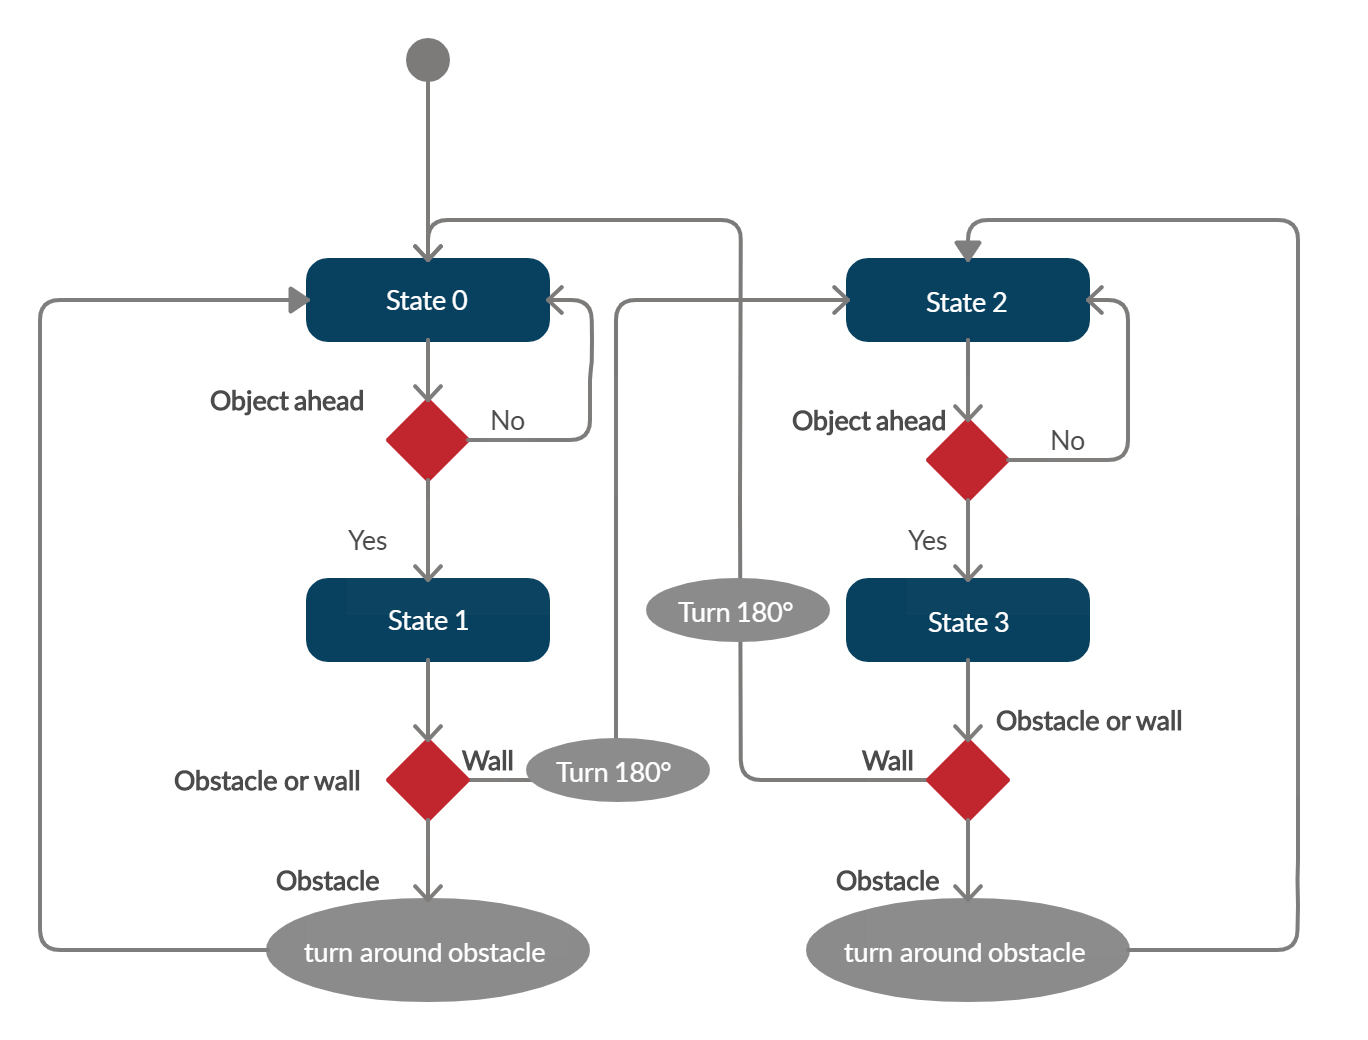 State 0
State 2
Object ahead
No
Object ahead
No
Yes
Yes
State 1
Turn 180°
State 3
Obstacle or wall
Wall
Turn 180°
Wall
Obstacle or wall
Obstacle
Obstacle
turn around obstacle
turn around obstacle